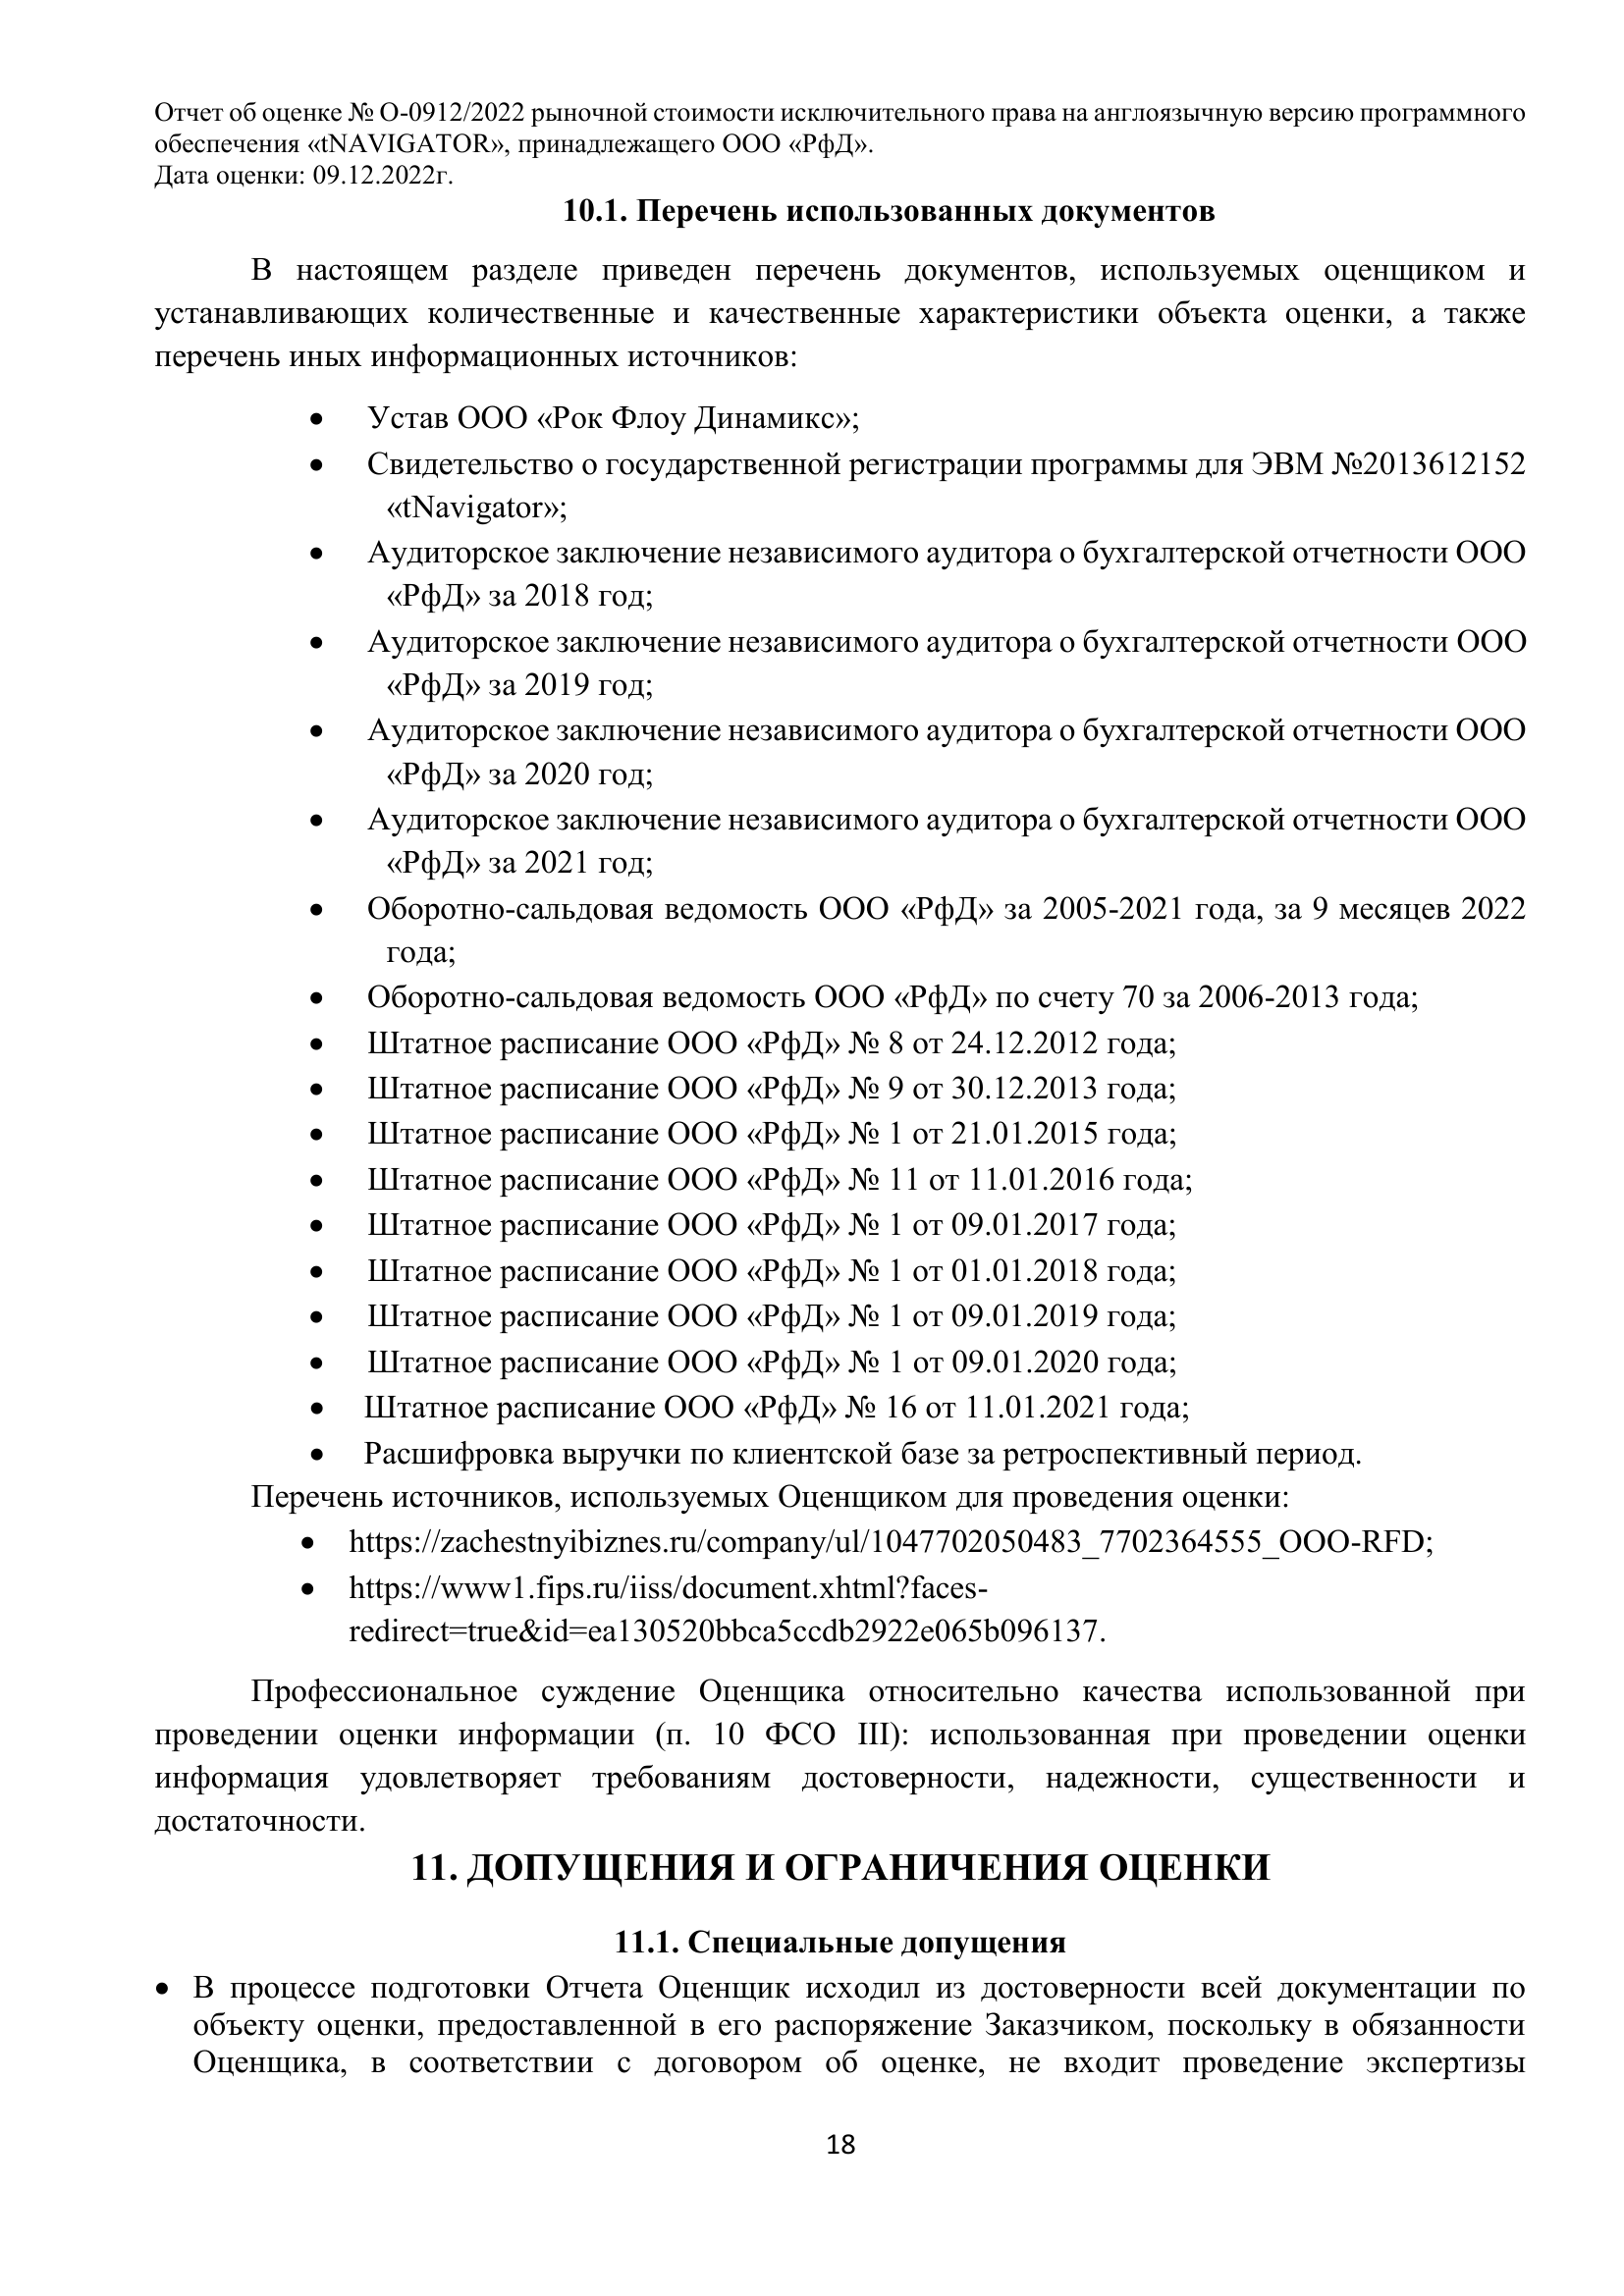 Отчет об оценке № О-0912/2022 рыночной стоимости исключительного права на англоязычную версию программного
обеспечения «tNAVIGATOR», принадлежащего ООО «РфД».
Дата оценки: 09.12.2022г.
10.1. Перечень использованных документов
В настоящем разделе приведен перечень документов, используемых оценщиком и
устанавливающих количественные и качественные характеристики объекта оценки, а также
перечень иных информационных источников:
• Устав ООО «Рок Флоу Динамикс»;
• Свидетельство о государственной регистрации программы для ЭВМ №2013612152
«tNavigator»;
• Аудиторское заключение независимого аудитора о бухгалтерской отчетности ООО
«РфД» за 2018 год;
• Аудиторское заключение независимого аудитора о бухгалтерской отчетности ООО
«РфД» за 2019 год;
• Аудиторское заключение независимого аудитора о бухгалтерской отчетности ООО
«РфД» за 2020 год;
• Аудиторское заключение независимого аудитора о бухгалтерской отчетности ООО
«РфД» за 2021 год;
• Оборотно-сальдовая ведомость ООО «РфД» за 2005-2021 года, за 9 месяцев 2022
года;
• Оборотно-сальдовая ведомость ООО «РфД» по счету 70 за 2006-2013 года;
• Штатное расписание ООО «РфД» № 8 от 24.12.2012 года;
• Штатное расписание ООО «РфД» № 9 от 30.12.2013 года;
• Штатное расписание ООО «РфД» № 1 от 21.01.2015 года;
• Штатное расписание ООО «РфД» № 11 от 11.01.2016 года;
• Штатное расписание ООО «РфД» № 1 от 09.01.2017 года;
• Штатное расписание ООО «РфД» № 1 от 01.01.2018 года;
• Штатное расписание ООО «РфД» № 1 от 09.01.2019 года;
• Штатное расписание ООО «РфД» № 1 от 09.01.2020 года;
• Штатное расписание ООО «РфД» № 16 от 11.01.2021 года;
• Расшифровка выручки по клиентской базе за ретроспективный период.
Перечень источников, используемых Оценщиком для проведения оценки:
• https://zachestnyibiznes.ru/company/ul/1047702050483_7702364555_OOO-RFD;
• https://www1.fips.ru/iiss/document.xhtml?faces-
redirect=true&id=ea130520bbca5ccdb2922e065b096137.
Профессиональное суждение Оценщика относительно качества использованной при
проведении оценки информации (п. 10 ФСО III): использованная при проведении оценки
информация удовлетворяет требованиям достоверности, надежности, существенности и
достаточности.
11. ДОПУЩЕНИЯ И ОГРАНИЧЕНИЯ ОЦЕНКИ
11.1. Специальные допущения
• В процессе подготовки Отчета Оценщик исходил из достоверности всей документации по
объекту оценки, предоставленной в его распоряжение Заказчиком, поскольку в обязанности
Оценщика, в соответствии с договором об оценке, не входит проведение экспертизы
18